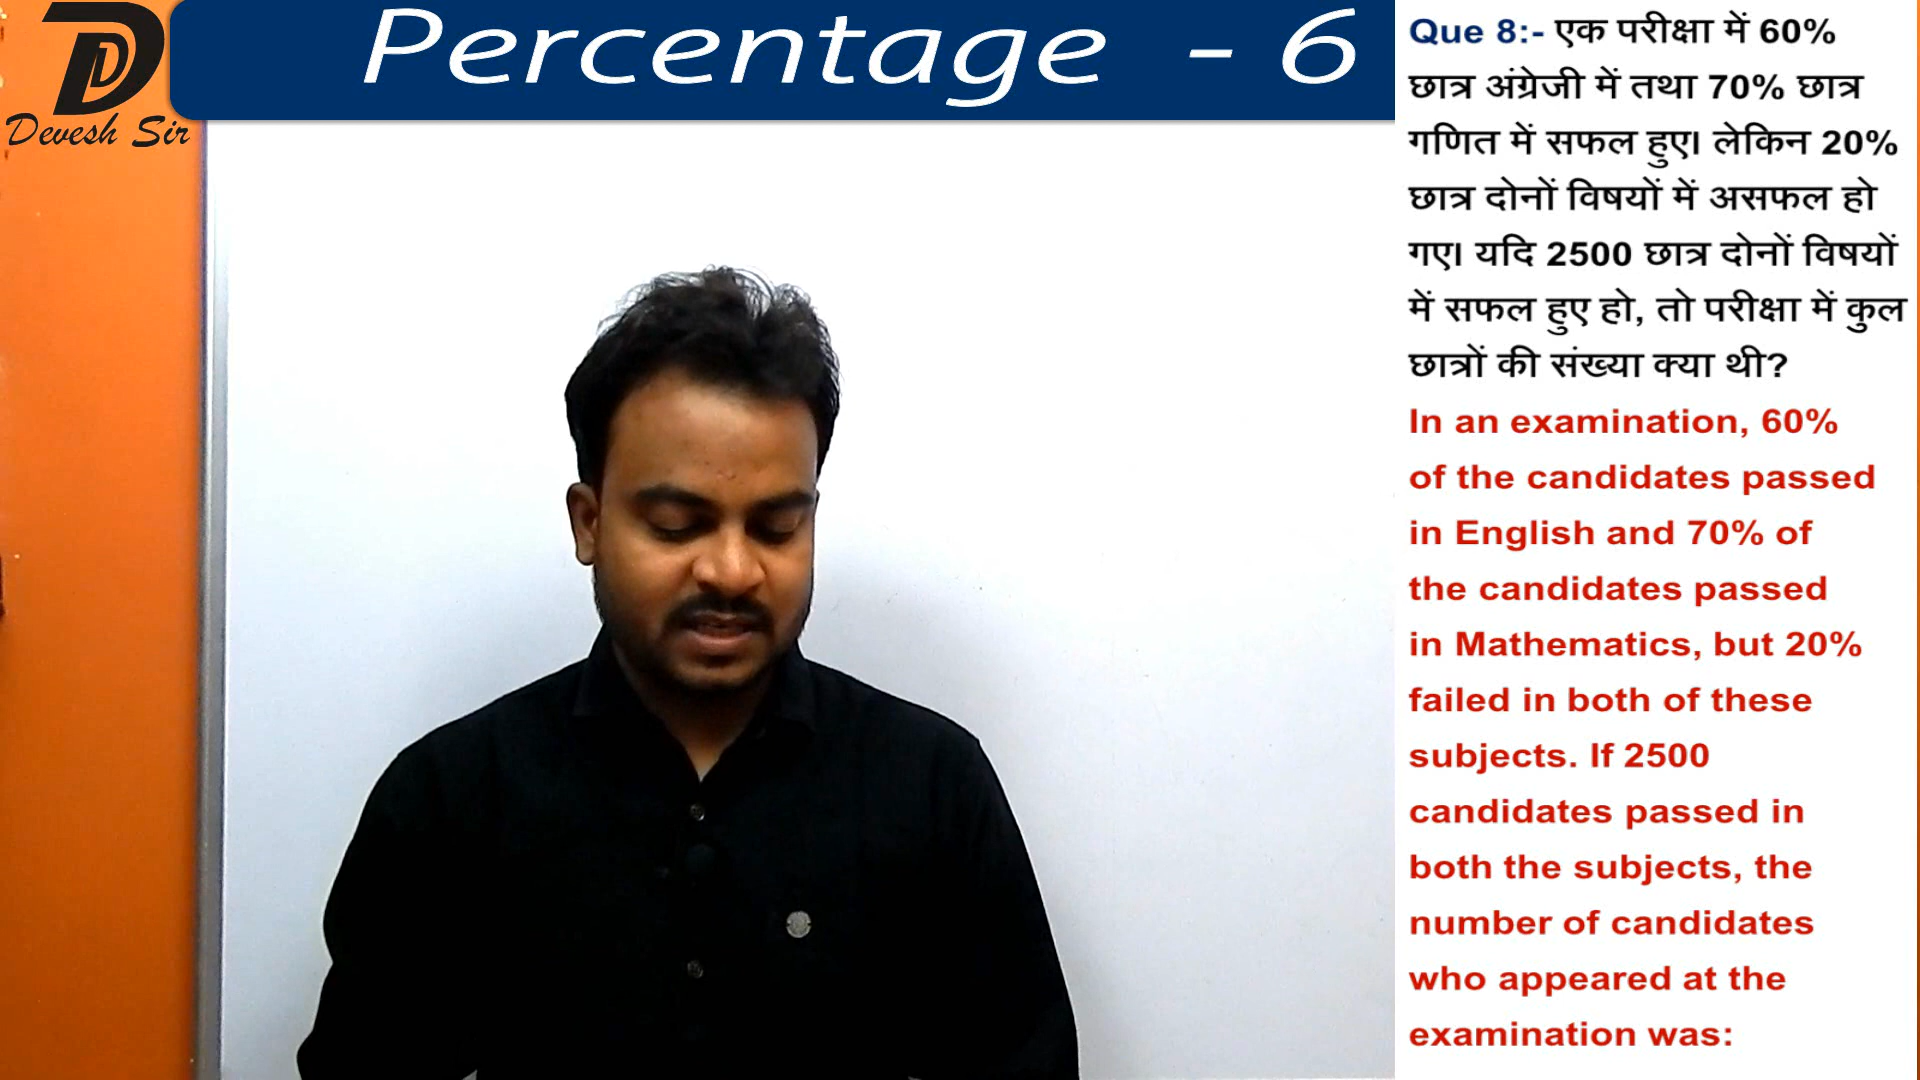 Devesh Sir
Percentage - 6
Que 8:- एक परीक्षा में 60%
छात्र अंग्रेजी में तथा 70% छात्र
गणित में सफल हुए। लेकिन 20%
छात्र दोनों विषयों में असफल हो
गए। यदि 2500 छात्र दोनों विषयों
में सफल हुए हो, तो परीक्षा में कुल
छात्रों की संख्या क्या थी?
In an examination, 60%
of the candidates passed
in English and 70% of
the candidates passed
in Mathematics, but 20%
failed in both of these
subjects. If 2500
candidates passed in
both the subjects, the
number of candidates
who appeared at the
examination was: